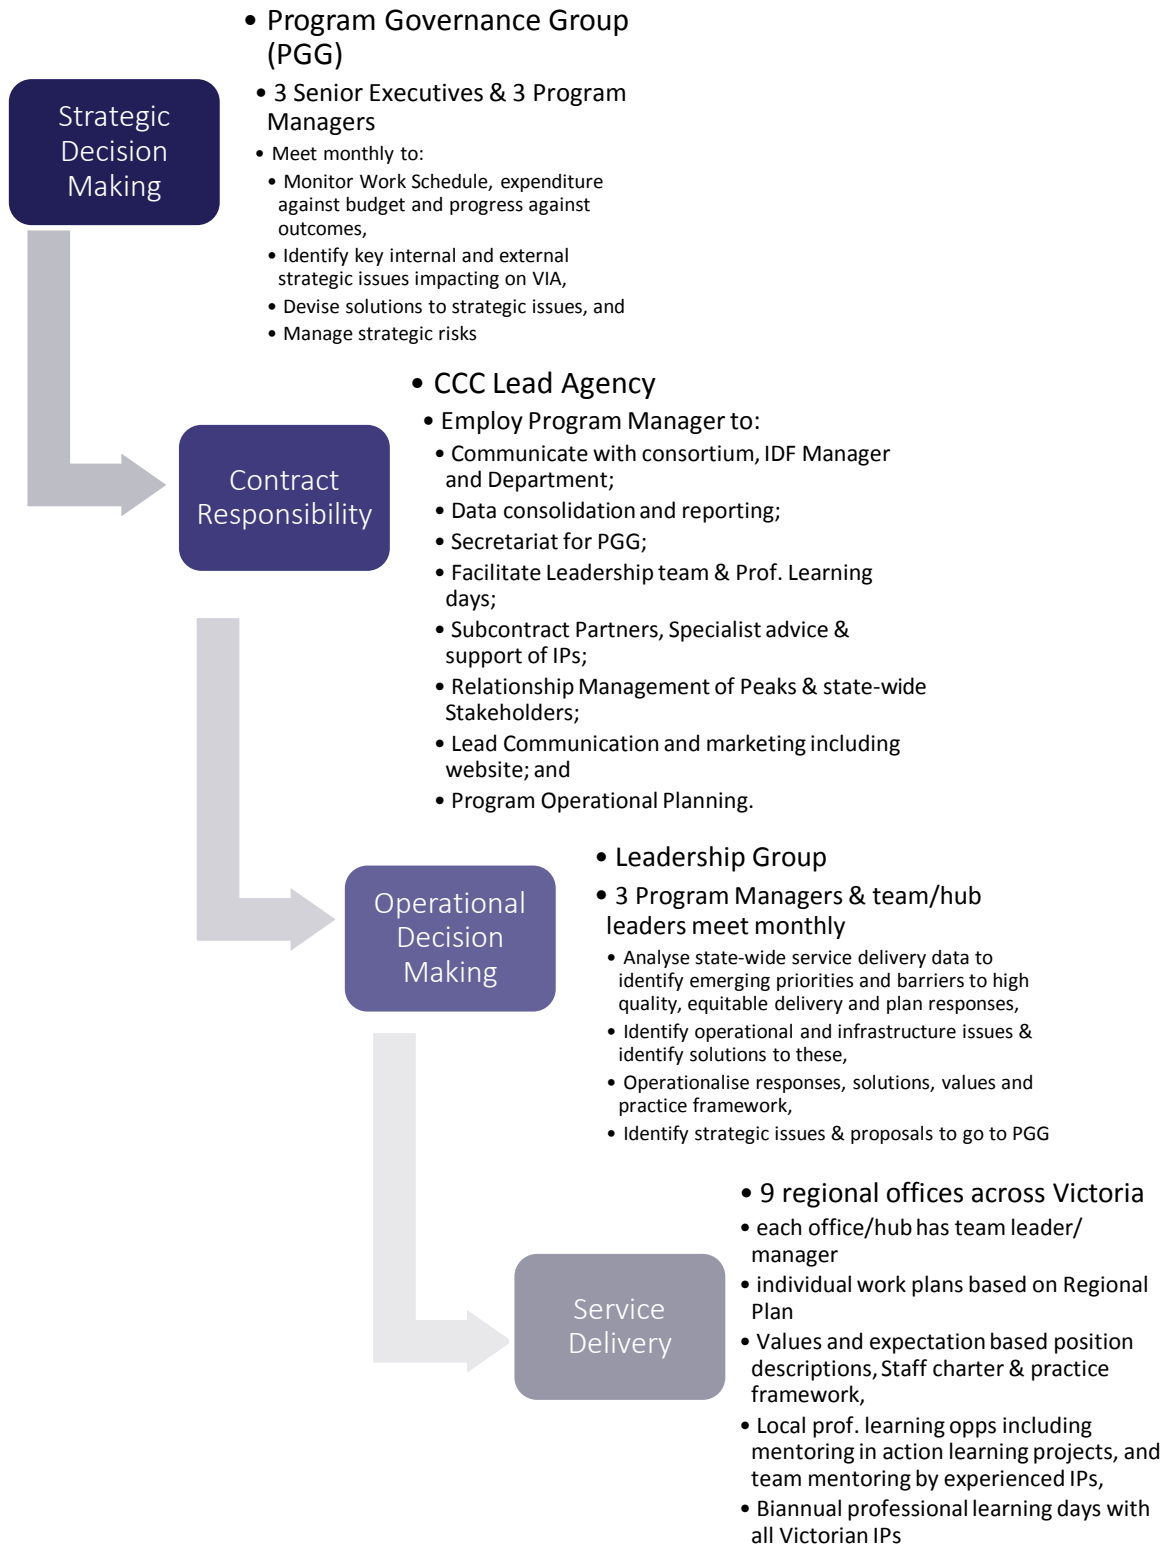 • Program Governance Group
(PGG)
• 3 Senior Executives & 3 Program
Managers
• Meet monthly to:
• Monitor Work Schedule, expenditure
against budget and progress against
outcomes,
• Identify key internal and external
strategic issues impacting on VIA,
• Devise solutions to strategic issues, and
• Manage strategic risks
Strategic
Decision
Making
• CCC Lead Agency
• Employ Program Manager to:
• Communicate with consortium, IDF Manager
and Department;
• Data consolidation and reporting;
• Secretariat for PGG;
• Facilitate Leadership team & Prof. Learning
days;
• Subcontract Partners, Specialist advice &
support of IPs;
• Relationship Management of Peaks & state-wide
Stakeholders;
• Lead Communication and marketing including
website; and
• Program Operational Planning.
Contract
Responsibility
• Leadership Group
• 3 Program Managers & team/hub
leaders meet monthly
• Analyse state-wide service delivery data to
identify emerging priorities and barriers to high
quality, equitable delivery and plan responses,
• Identify operational and infrastructure issues &
identify solutions to these,
• Operationalise responses, solutions, values and
practice framework,
• Identify strategic issues & proposals to go to PGG
Operational
Decision
Making
• 9 regional offices across Victoria
• each office/hub has team leader/
manager
• individual work plans based on Regional
Plan
• Values and expectation based position
descriptions, Staff charter & practice
framework,
• Local prof. learning opps including
mentoring in action learning projects, and
team mentoring by experienced IPs,
• Biannual professional learning days with
all Victorian IPs
Service
Delivery